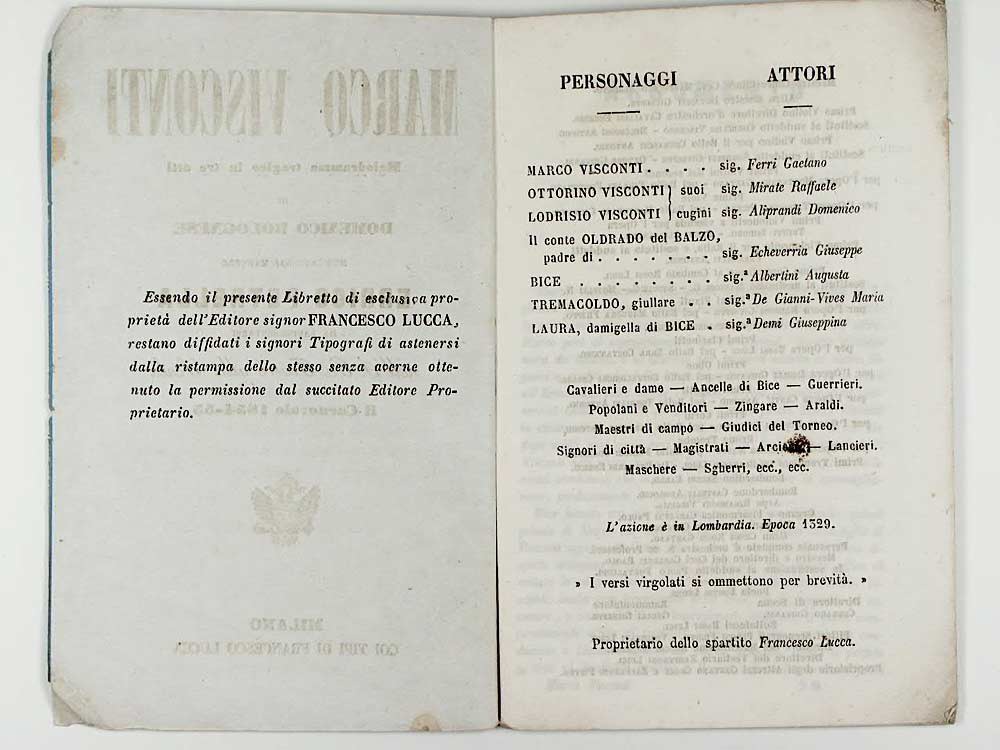 Essendo il presente Libretto di esclusiva pro-
prietà dell'Editore signor FRANCESCO LUCCA,
restano diffidati i signori Tipografi di astenersi
dalla ristampa dello stesso senza averne otte-
nuto la permissione dal succitato Editore Pro-
prietario.
PERSONAGGI ATTORI
MARCO VISCONTI . . . . sig. Ferri Gaetano
OTTORINO VISCONTI } suoi sig. Mirate Raffaele
LODRISIO VISCONTI } cugini sig. Aliprandi Domenico
Il conte OLDRADO del BALZO,
padre di . . . . . . . sig. Echeverria Giuseppe
BICE . . . . . . . . sig.ª Albertini Augusta
TREMACOLDO, giullare . . sig.ª De Gianni-Vives Maria
LAURA, damigella di BICE . sig.ª Demi Giuseppina
Cavalieri e dame — Ancelle di Bice — Guerrieri.
Popolani e Venditori — Zingare — Araldi.
Maestri di campo — Giudici del Torneo.
Signori di città — Magistrati — — Lancieri.
Maschere — Sgherri, ecc., ecc.
L'azione è in Lombardia. Epoca 1329.
» I versi virgolati si ommettono per brevità. »
Proprietario dello spartito Francesco Lucca.